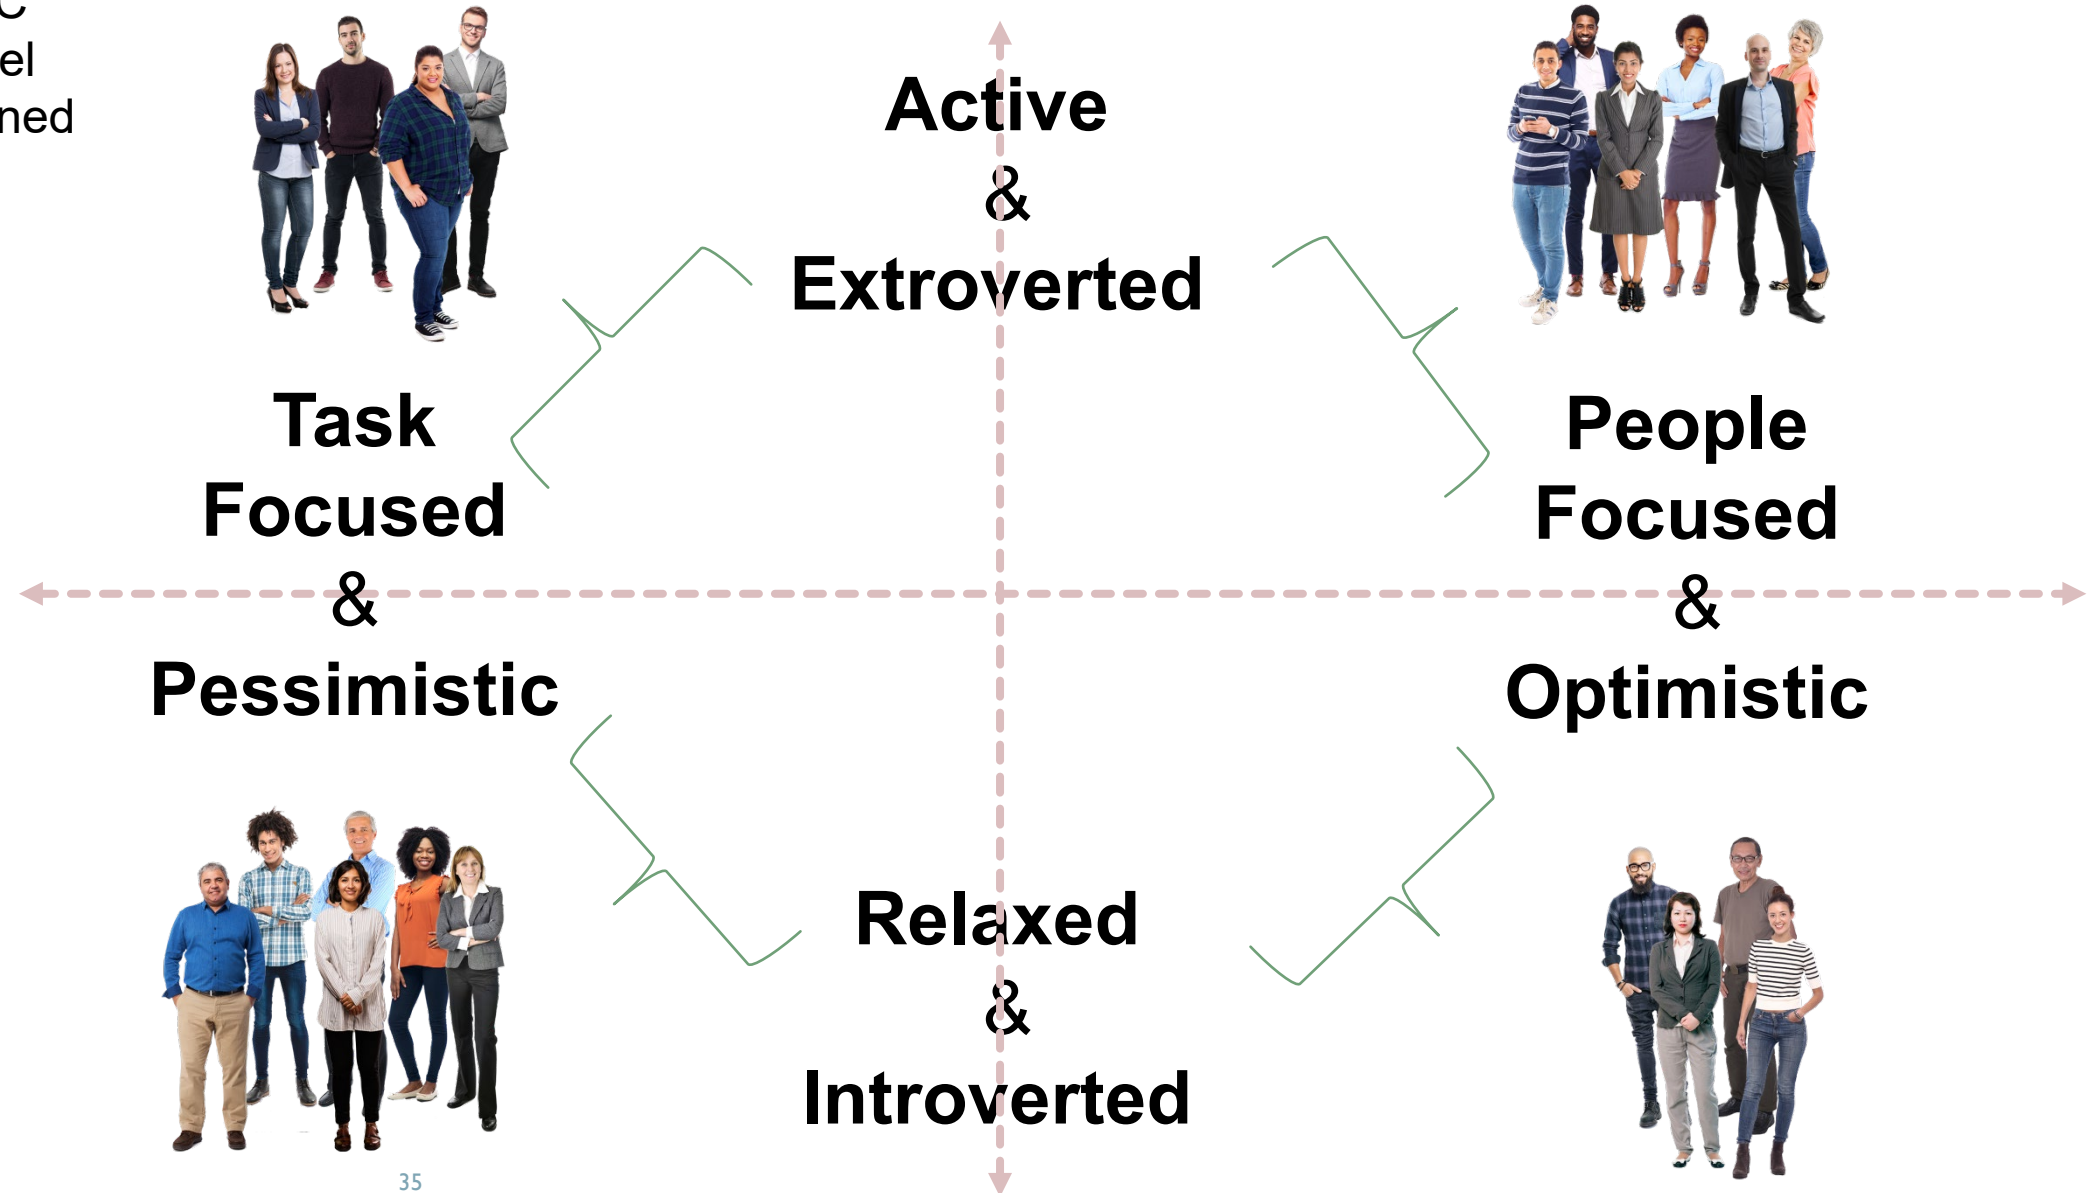 C
el
ned
Active
&
Extroverted
Task
Focused
&
Pessimistic
People
Focused
&
Optimistic
Relaxed
&
Introverted
35